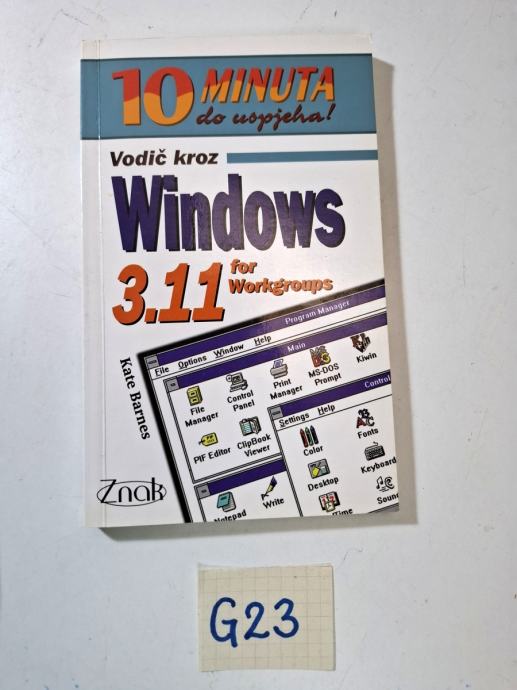 10 MINUTA
do uspjeha!
Vodič kroz
Windows
3.11 for Workgroups
Kate Barnes
Program Manager
File Options Window Help
Main
File Manager
Control Panel
Print Manager
MS-DOS Prompt
Kiwin
PIF Editor
ClipBook Viewer
Control
Settings Help
Color
Fonts
Desktop
Keyboard
Sound
Notepad
Write
Znak
G23